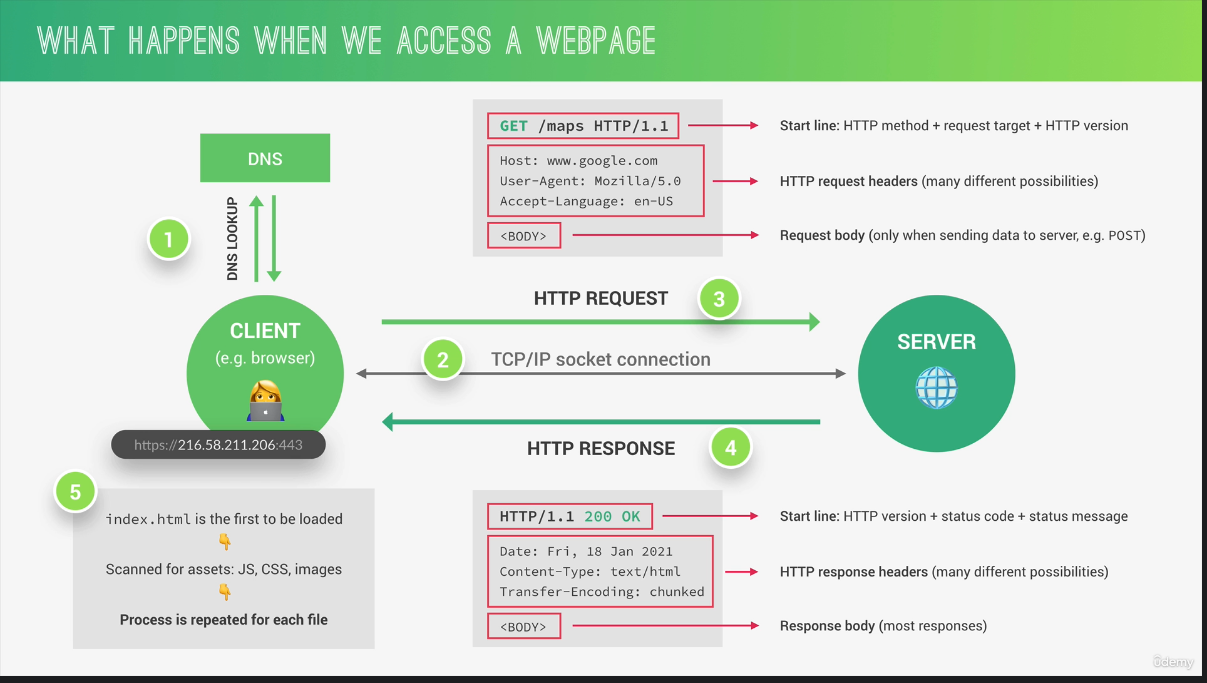 WHAT HAPPENS WHEN WE ACCESS A WEBPAGE
DNS
DNS LOOKUP
1
CLIENT
(e.g. browser)
https://216.58.211.206:443
GET /maps HTTP/1.1
Start line: HTTP method + request target + HTTP version
Host: www.google.com
User-Agent: Mozilla/5.0
Accept-Language: en-US
HTTP request headers (many different possibilities)
<BODY>
Request body (only when sending data to server, e.g. POST)
HTTP REQUEST
3
2
TCP/IP socket connection
SERVER
HTTP RESPONSE
4
5
index.html is the first to be loaded
Scanned for assets: JS, CSS, images
Process is repeated for each file
HTTP/1.1 200 OK
Start line: HTTP version + status code + status message
Date: Fri, 18 Jan 2021
Content-Type: text/html
Transfer-Encoding: chunked
HTTP response headers (many different possibilities)
<BODY>
Response body (most responses)
ûdemy